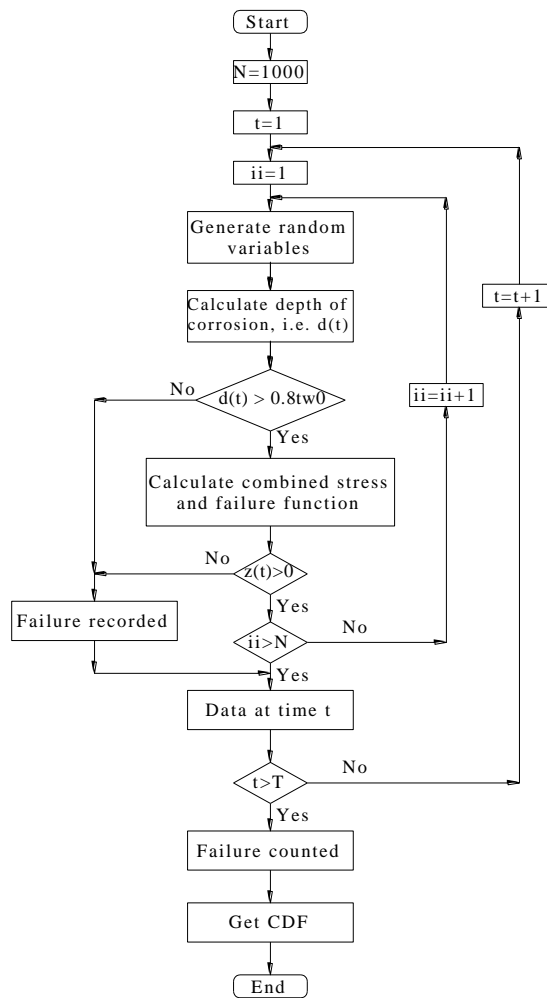 Start
N=1000
t=1
ii=1
Generate random
variables
t=t+1
Calculate depth of
corrosion, i.e. d(t)
No
d(t) > 0.8tw0
ii=ii+1
Yes
Calculate combined stress
and failure function
No
z(t)>0
Yes
Failure recorded
ii>N
No
Yes
Data at time t
t>T
No
Yes
Failure counted
Get CDF
End